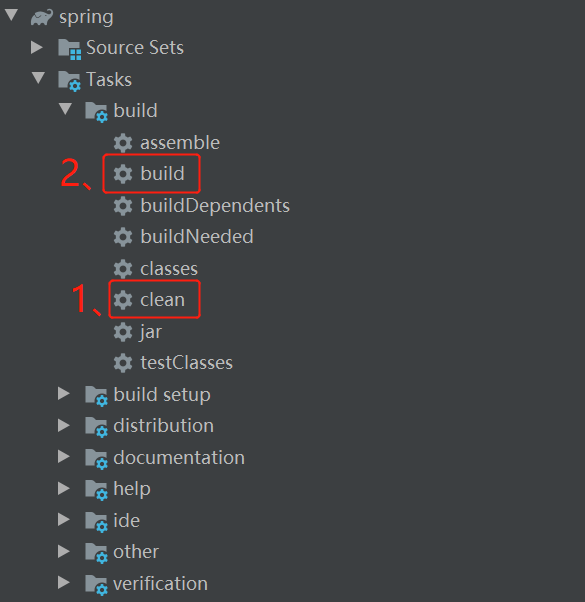 spring
Source Sets
Tasks
build
assemble
2、 build
buildDependents
buildNeeded
classes
1、 clean
jar
testClasses
build setup
distribution
documentation
help
ide
other
verification